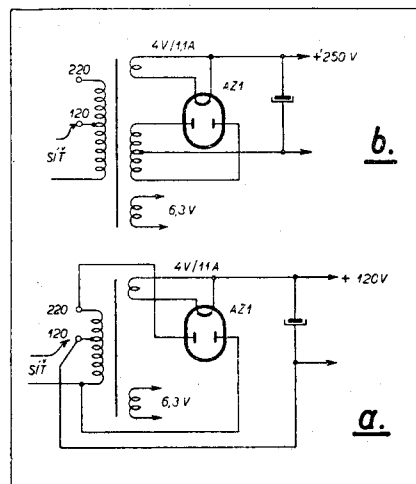 4V/1,1A
+250 V
220
AZ1
120
SÍŤ
b.
6,3 V
4V/11A
+ 120V
220
AZ1
120
SÍŤ
6,3 V
a.